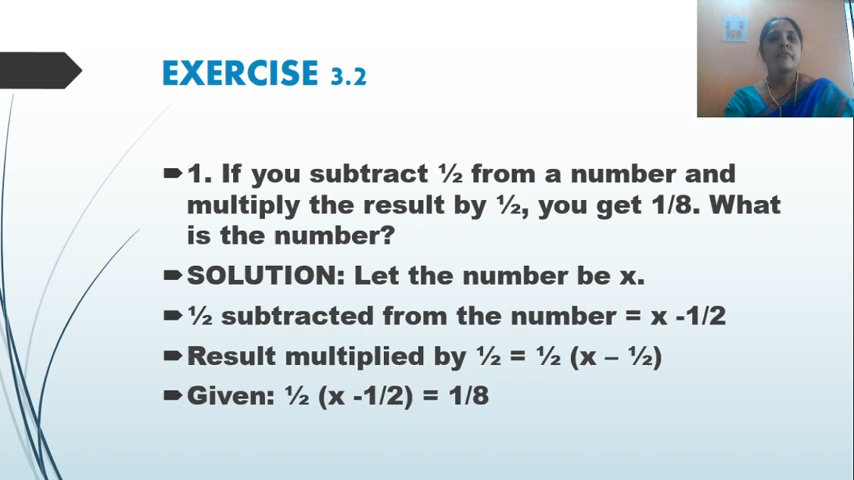 EXERCISE 3.2
1. If you subtract ½ from a number and
multiply the result by ½, you get 1/8. What
is the number?
SOLUTION: Let the number be x.
½ subtracted from the number = x -1/2
Result multiplied by ½ = ½ (x – ½)
Given: ½ (x -1/2) = 1/8